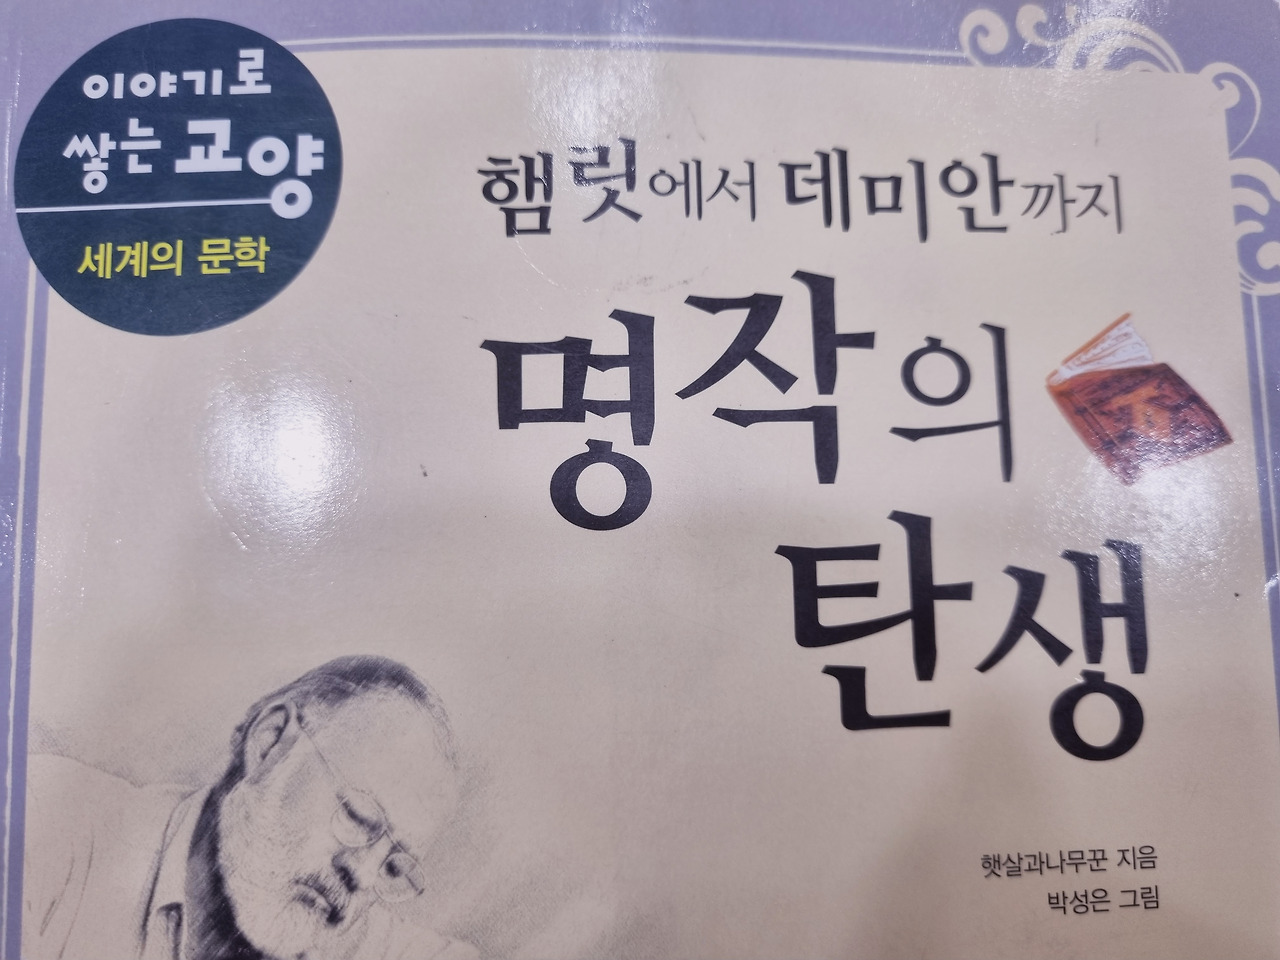 이야기로
쌓는 교양
세계의 문학
햄릿에서 데미안까지
명작의
탄생
햇살과나무꾼 지음
박성은 그림